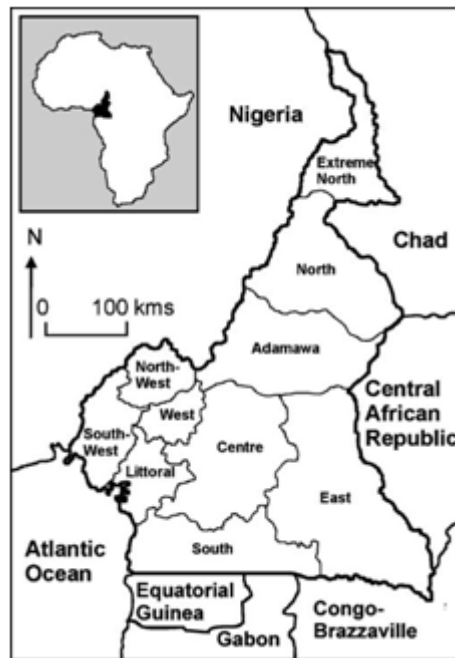 Nigeria
Extreme
North
Chad
N
0 100 kms
North
Adamawa
North-
West
Central
African
Republic
West
South-
West
Centre
Littoral
East
Atlantic
Ocean
South
Equatorial
Guinea
Congo-
Brazzaville
Gabon